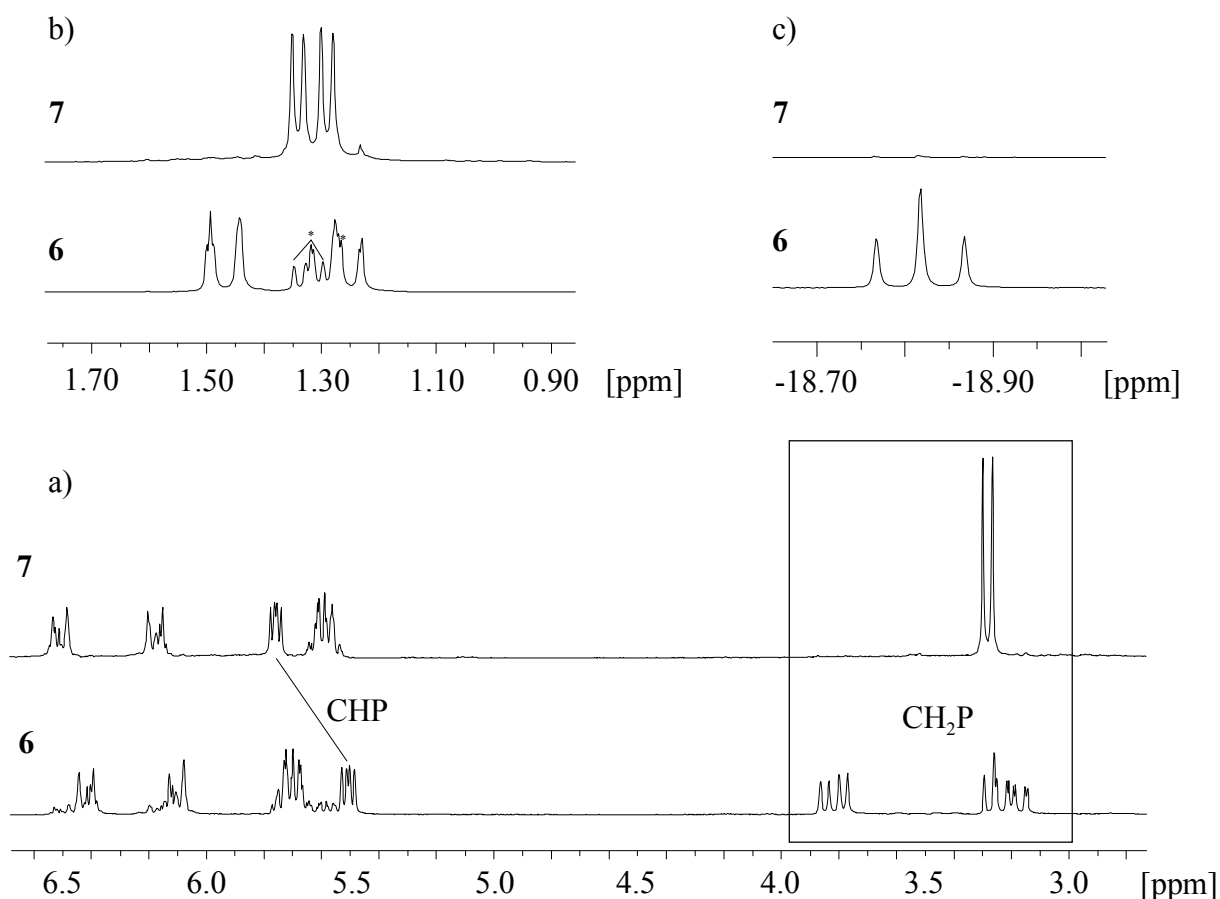 b)
7
6
*
*
1.70 1.50 1.30 1.10 0.90 [ppm]
c)
7
6
-18.70 -18.90 [ppm]
a)
7
CHP
CH₂P
6
6.5 6.0 5.5 5.0 4.5 4.0 3.5 3.0 [ppm]